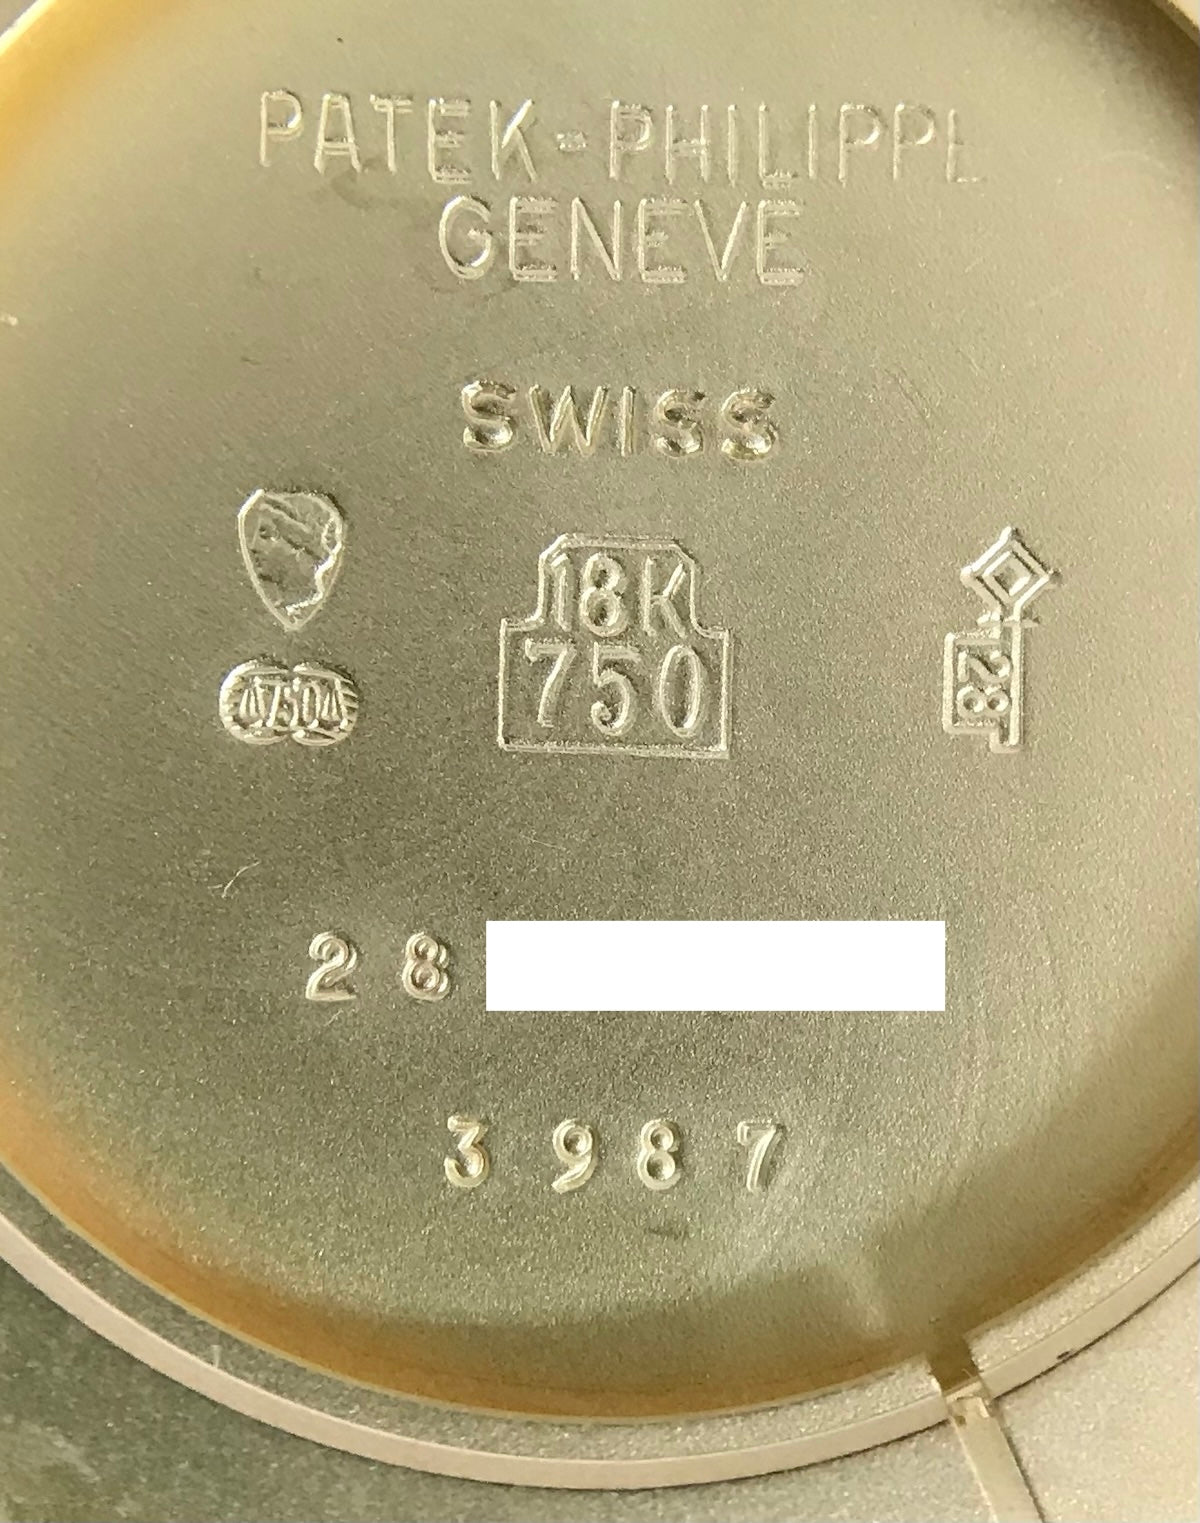 PATEK-PHILIPPE
GENEVE
SWISS
18K
750
750
28
28
3987